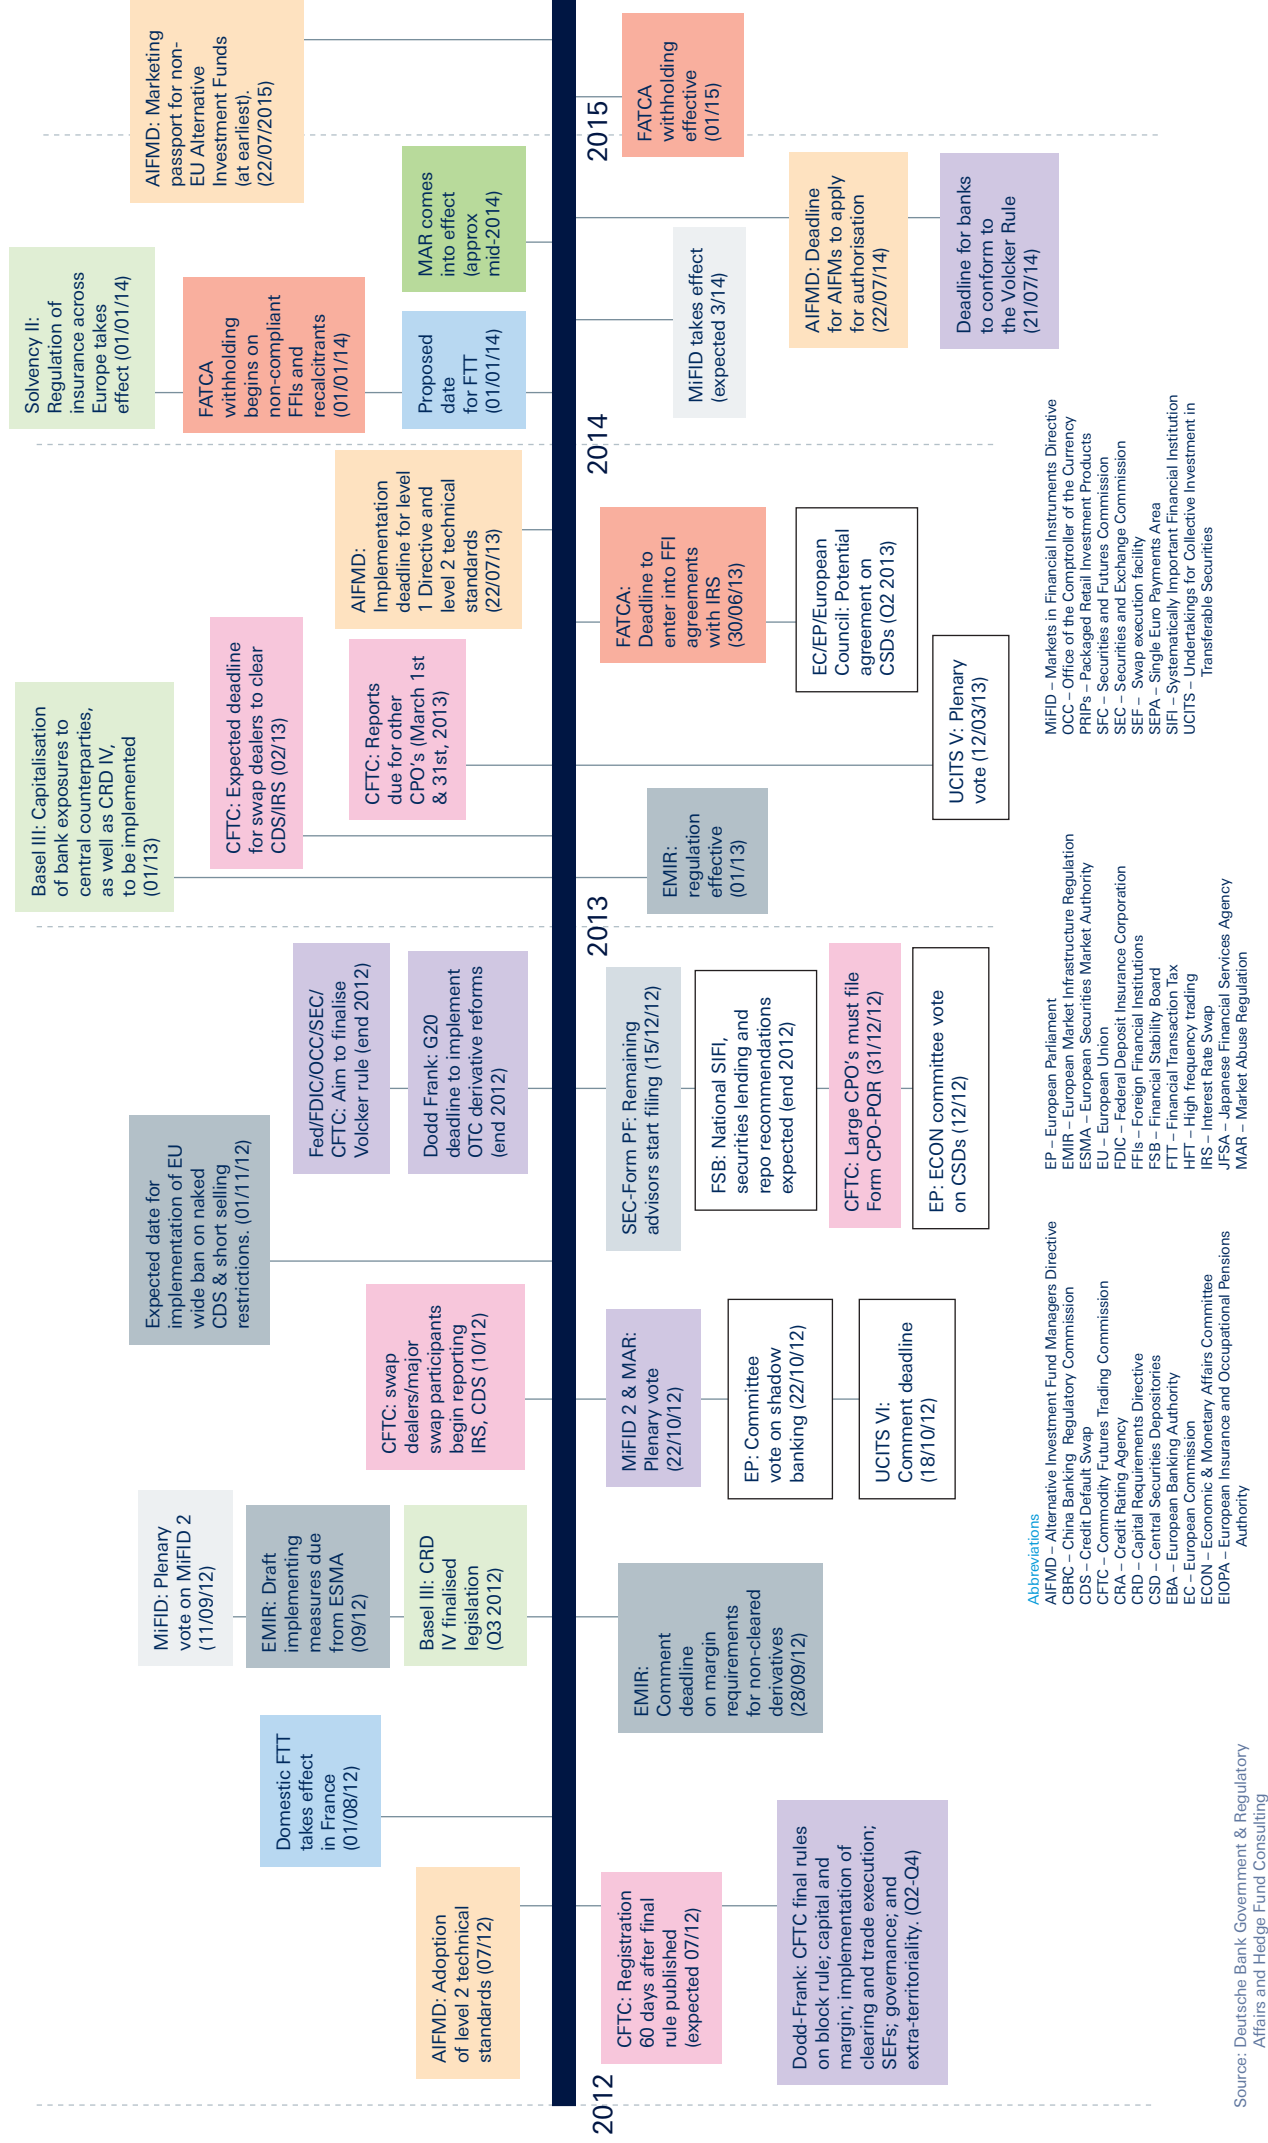 AIFMD: Adoption
of level 2 technical
standards (07/12)
Domestic FTT
takes effect
in France
(01/08/12)
MiFID: Plenary
vote on MiFID 2
(11/09/12)
EMIR: Draft
implementing
measures due
from ESMA
(09/12)
Basel III: CRD
IV finalised
legislation
(Q3 2012)
CFTC: swap
dealers/major
swap participants
begin reporting
IRS, CDS (10/12)
Expected date for
implementation of EU
wide ban on naked
CDS & short selling
restrictions. (01/11/12)
Fed/FDIC/OCC/SEC/
CFTC: Aim to finalise
Volcker rule (end 2012)
Dodd Frank: G20
deadline to implement
OTC derivative reforms
(end 2012)
Basel III: Capitalisation
of bank exposures to
central counterparties,
as well as CRD IV,
to be implemented
(01/13)
CFTC: Expected deadline
for swap dealers to clear
CDS/IRS (02/13)
CFTC: Reports
due for other
CPO's (March 1st
& 31st, 2013)
AIFMD:
Implementation
deadline for level
1 Directive and
level 2 technical
standards
(22/07/13)
Solvency II:
Regulation of
insurance across
Europe takes
effect (01/01/14)
FATCA
withholding
begins on
non-compliant
FFIs and
recalcitrants
(01/01/14)
Proposed
date
for FTT
(01/01/14)
MAR comes
into effect
(approx
mid-2014)
AIFMD: Marketing
passport for non-
EU Alternative
Investment Funds
(at earliest).
(22/07/2015)
2012
2013
2014
2015
CFTC: Registration
60 days after final
rule published
(expected 07/12)
Dodd-Frank: CFTC final rules
on block rule; capital and
margin; implementation of
clearing and trade execution;
SEFs; governance; and
extra-territoriality. (Q2-Q4)
EMIR:
Comment
deadline
on margin
requirements
for non-cleared
derivatives
(28/09/12)
MiFID 2 & MAR:
Plenary vote
(22/10/12)
EP: Committee
vote on shadow
banking (22/10/12)
UCITS VI:
Comment deadline
(18/10/12)
SEC-Form PF: Remaining
advisors start filing (15/12/12)
FSB: National SIFI,
securities lending and
repo recommendations
expected (end 2012)
CFTC: Large CPO's must file
Form CPO-PQR (31/12/12)
EP: ECON committee vote
on CSDs (12/12)
EMIR:
regulation
effective
(01/13)
UCITS V: Plenary
vote (12/03/13)
FATCA:
Deadline to
enter into FFI
agreements
with IRS
(30/06/13)
EC/EP/European
Council: Potential
agreement on
CSDs (Q2 2013)
MiFID takes effect
(expected 3/14)
AIFMD: Deadline
for AIFMs to apply
for authorisation
(22/07/14)
Deadline for banks
to conform to
the Volcker Rule
(21/07/14)
FATCA
withholding
effective
(01/15)
Abbreviations
AIFMD – Alternative Investment Fund Managers Directive
CBRC – China Banking Regulatory Commission
CDS – Credit Default Swap
CFTC – Commodity Futures Trading Commission
CRA – Credit Rating Agency
CRD – Capital Requirements Directive
CSD – Central Securities Depositories
EBA – European Banking Authority
EC – European Commission
ECON – Economic & Monetary Affairs Committee
EIOPA – European Insurance and Occupational Pensions
Authority
EP – European Parliament
EMIR – European Market Infrastructure Regulation
ESMA – European Securities Market Authority
EU – European Union
FDIC – Federal Deposit Insurance Corporation
FFIs – Foreign Financial Institutions
FSB – Financial Stability Board
FTT – Financial Transaction Tax
HFT – High frequency trading
IRS – Interest Rate Swap
JFSA – Japanese Financial Services Agency
MAR – Market Abuse Regulation
MiFID – Markets in Financial Instruments Directive
OCC – Office of the Comptroller of the Currency
PRIPs – Packaged Retail Investment Products
SFC – Securities and Futures Commission
SEC – Securities and Exchange Commission
SEF – Swap execution facility
SEPA – Single Euro Payments Area
SIFI – Systematically Important Financial Institution
UCITS – Undertakings for Collective Investment in
Transferable Securities
Source: Deutsche Bank Government & Regulatory
Affairs and Hedge Fund Consulting